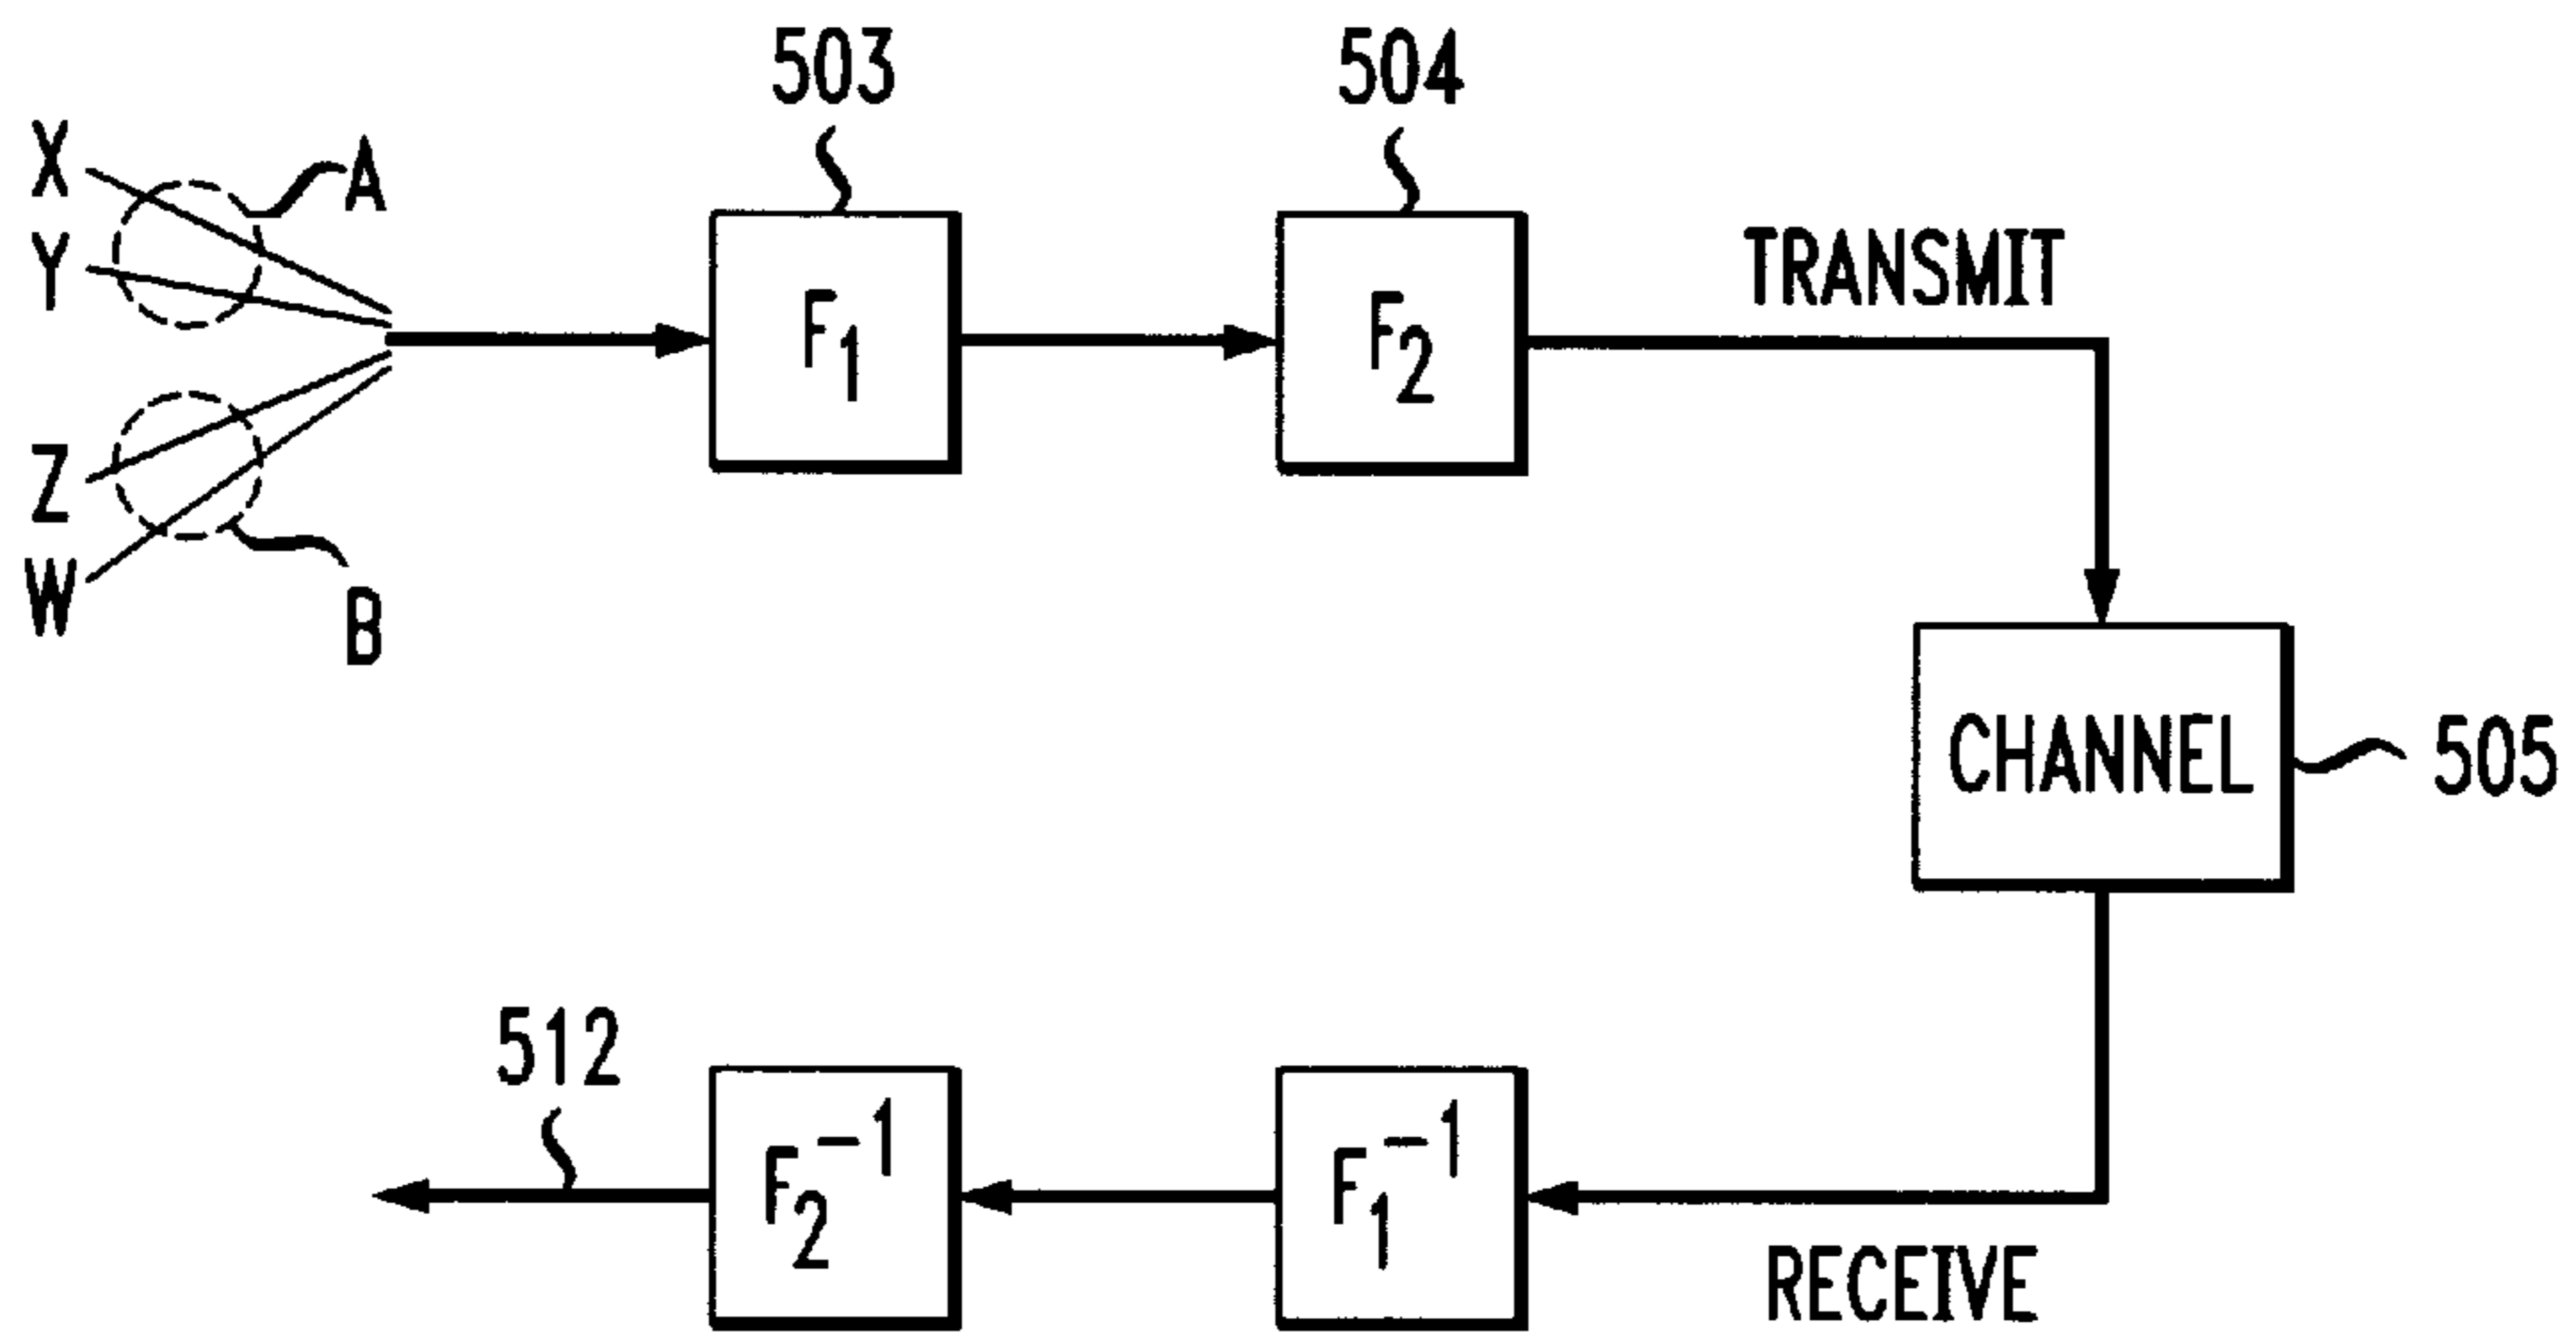 503
504
X
A
Y
TRANSMIT
F1
F2
Z
W
B
CHANNEL
505
512
F2^-1
F1^-1
RECEIVE